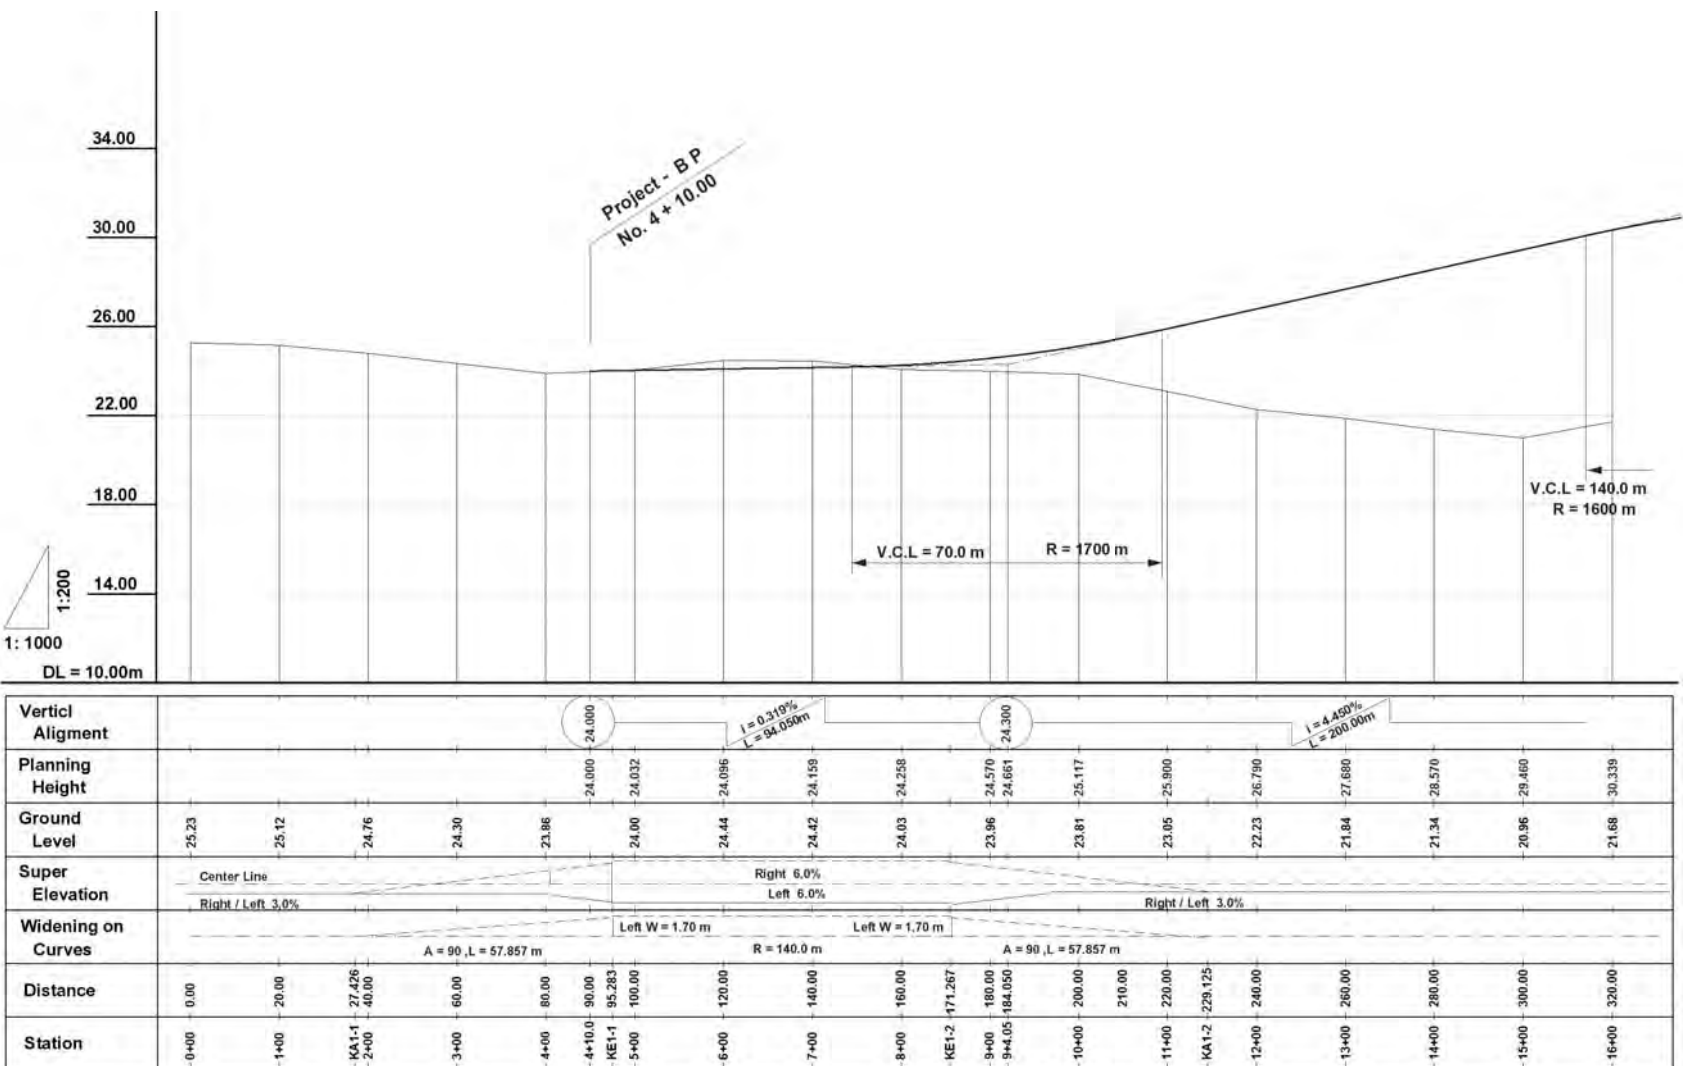 34.00
30.00
26.00
22.00
18.00
14.00
1:200
1: 1000
DL = 10.00m
Project - B P
No. 4 + 10.00
V.C.L = 70.0 m
R = 1700 m
V.C.L = 140.0 m
R = 1600 m
Verticl
Aligment
24.000
I = 0.319%
L = 94.050m
24.300
I = 4.450%
L = 200.00m
Planning
Height
24.000 24.032 24.096 24.159 24.258 24.570 24.661 25.117 25.900 26.790 27.680 28.570 29.460 30.339
Ground
Level
25.23 25.12 24.76 24.30 23.86 24.00 24.44 24.42 24.03 23.96 23.81 23.05 22.23 21.84 21.34 20.96 21.68
Super
Elevation
Center Line
Right / Left 3.0%
Right 6.0%
Left 6.0%
Right / Left 3.0%
Widening on
Curves
Left W = 1.70 m
Left W = 1.70 m
A = 90 ,L = 57.857 m
R = 140.0 m
A = 90 ,L = 57.857 m
Distance
0.00 20.00 27.426 40.00 60.00 80.00 90.00 95.283 100.00 120.00 140.00 160.00 171.267 180.00 184.050 200.00 210.00 220.00 229.125 240.00 260.00 280.00 300.00 320.00
Station
0+00 1+00 KA1-1 2+00 3+00 4+00 4+10.0 KE1-1 5+00 6+00 7+00 8+00 KE1-2 9+00 9+4.05 10+00 11+00 KA1-2 12+00 13+00 14+00 15+00 16+00